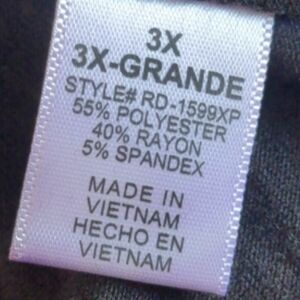 3X
3X-GRANDE
STYLE# RD-1599XP
55% POLYESTER
40% RAYON
5% SPANDEX
MADE IN
VIETNAM
HECHO EN
VIETNAM